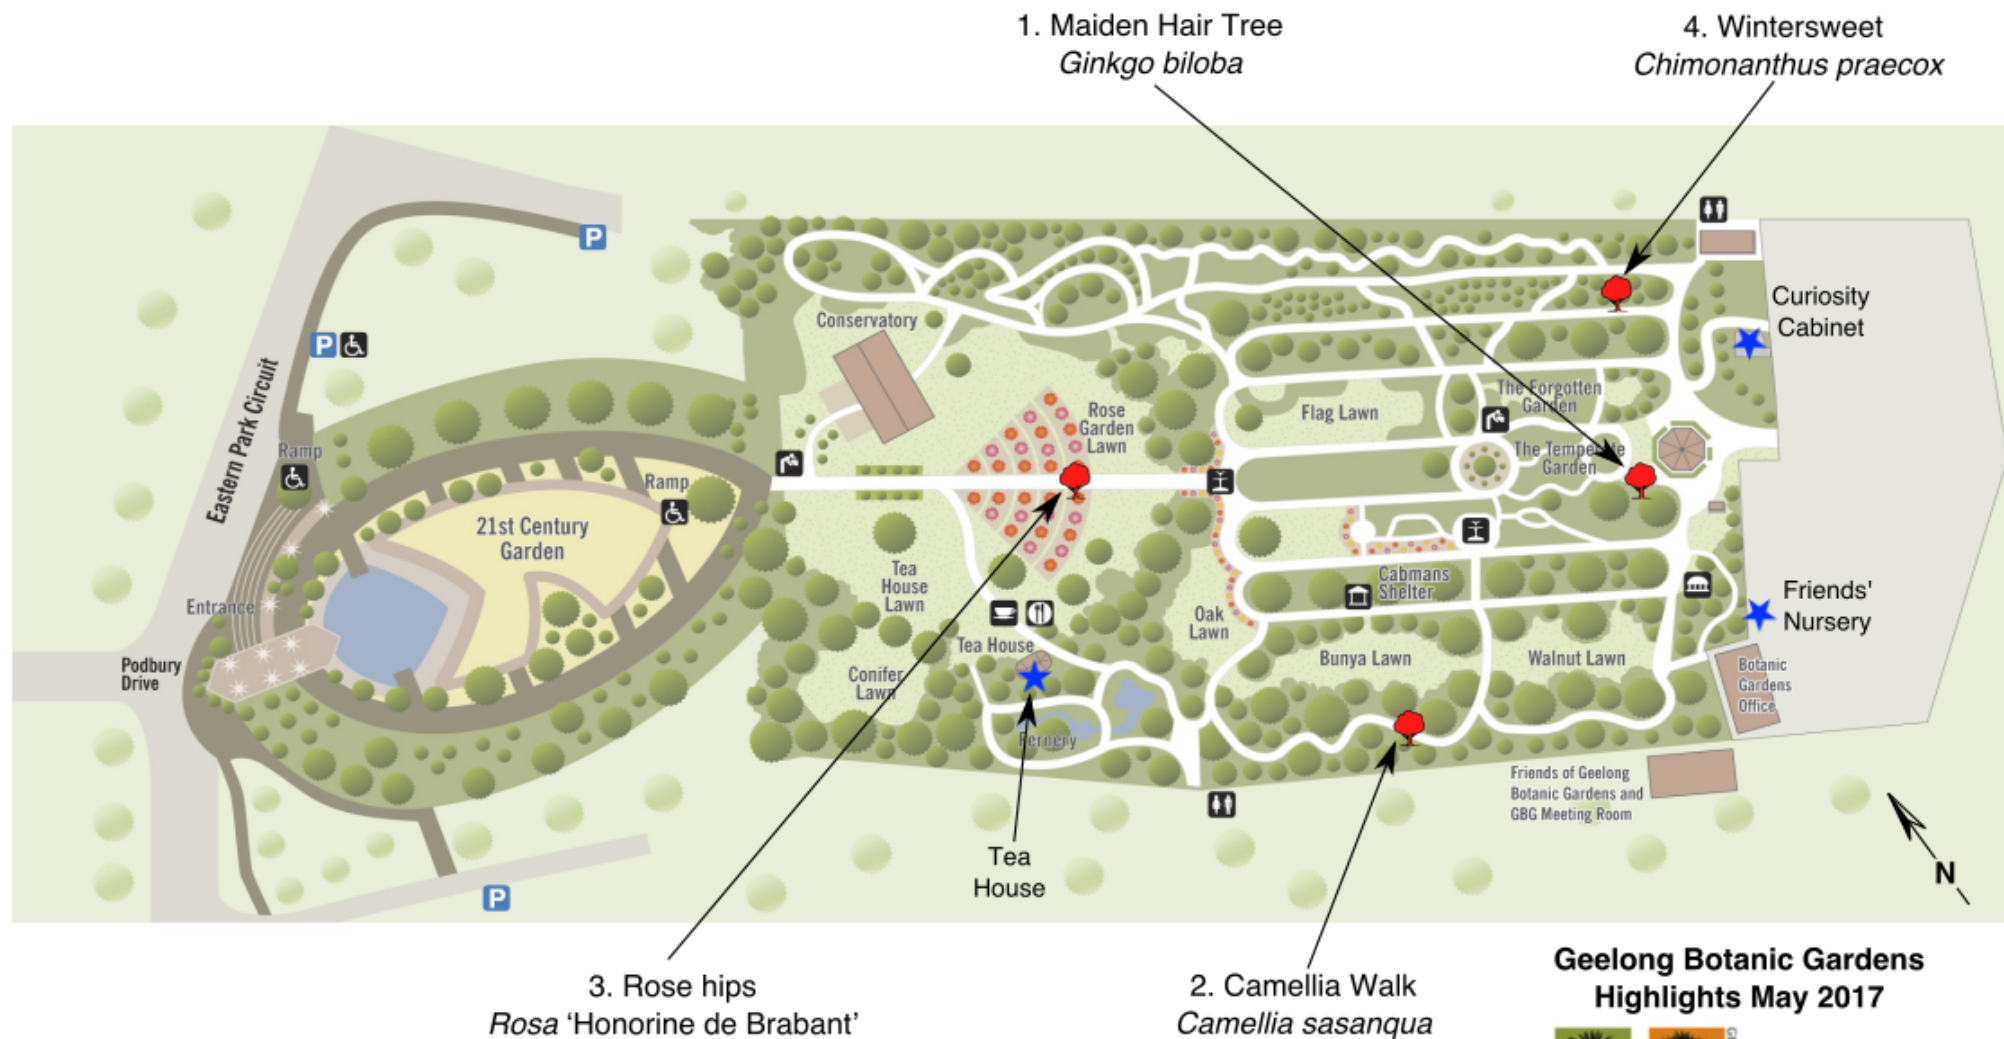 1. Maiden Hair Tree
Ginkgo biloba
4. Wintersweet
Chimonanthus praecox
P
Curiosity
Cabinet
Conservatory
P
Eastern Park Circuit
Rose
Garden
Lawn
Flag Lawn
The Forgotten
Garden
Ramp
The Temperate
Garden
Ramp
21st Century
Garden
Tea
House
Lawn
Cabmans
Shelter
Entrance
Oak
Lawn
Friends'
Nursery
Tea House
Podbury
Drive
Conifer
Lawn
Bunya Lawn
Walnut Lawn
Botanic
Gardens
Office
Fernery
Friends of Geelong
Botanic Gardens and
GBG Meeting Room
Tea
House
P
N
3. Rose hips
Rosa ‘Honorine de Brabant’
2. Camellia Walk
Camellia sasanqua
Geelong Botanic Gardens
Highlights May 2017